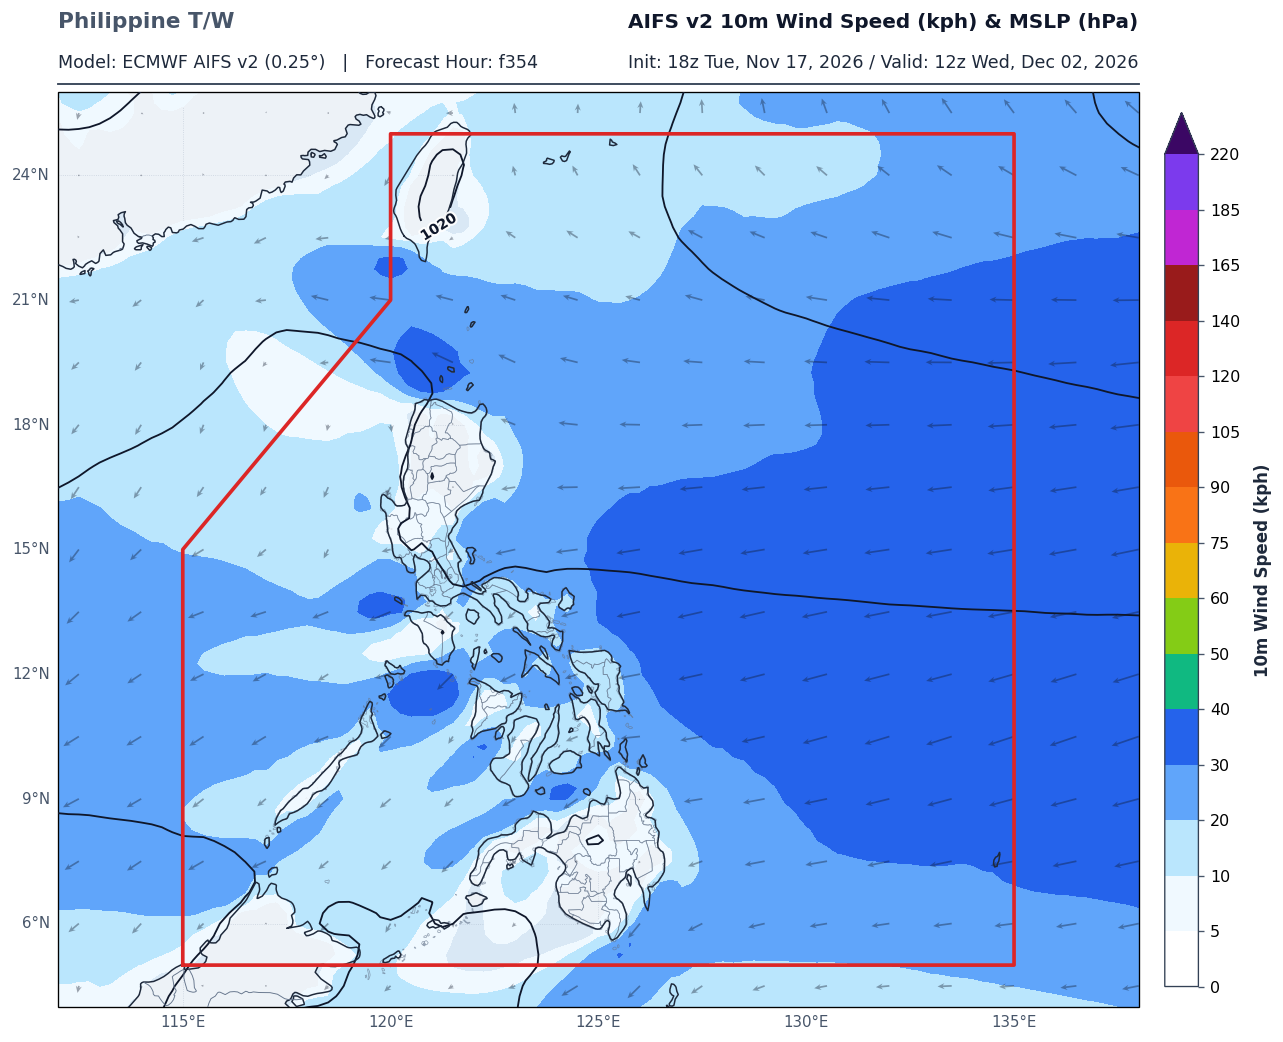 Philippine T/W
AIFS v2 10m Wind Speed (kph) & MSLP (hPa)
Model: ECMWF AIFS v2 (0.25°) | Forecast Hour: f354
Init: 18z Tue, Nov 17, 2026 / Valid: 12z Wed, Dec 02, 2026
24°N
21°N
18°N
15°N
12°N
9°N
6°N
1020
115°E
120°E
125°E
130°E
135°E
220
185
165
140
120
105
90
75
60
50
40
30
20
10
5
0
10m Wind Speed (kph)